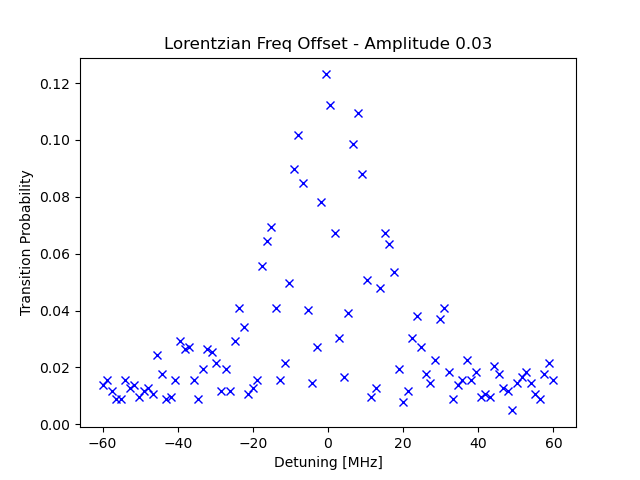 Lorentzian Freq Offset - Amplitude 0.03
Transition Probability
0.12
0.10
0.08
0.06
0.04
0.02
0.00
−60 −40 −20 0 20 40 60
Detuning [MHz]